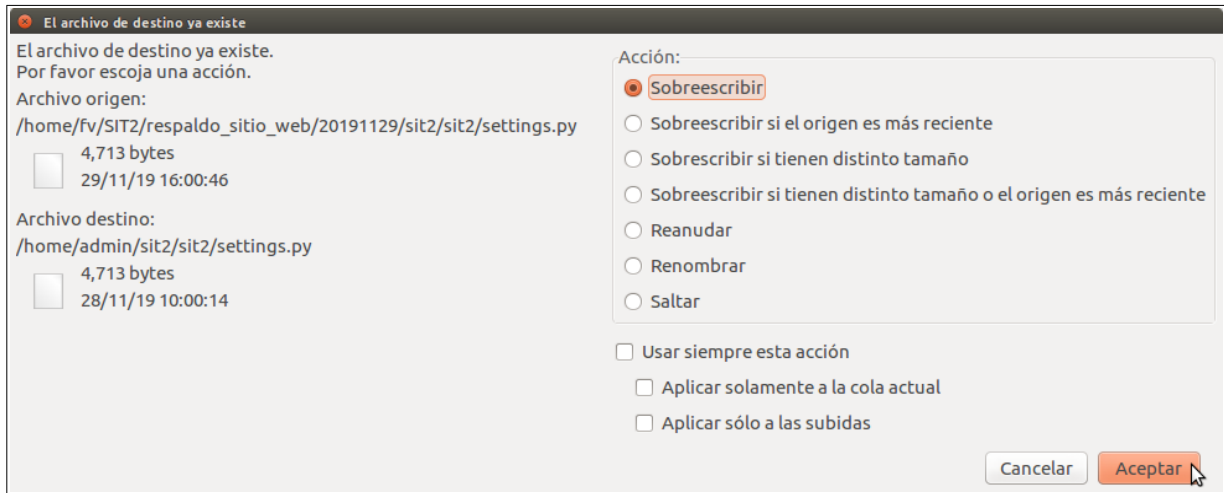 El archivo de destino ya existe
El archivo de destino ya existe.
Por favor escoja una acción.
Archivo origen:
/home/fv/SIT2/respaldo_sitio_web/20191129/sit2/sit2/settings.py
4,713 bytes
29/11/19 16:00:46
Archivo destino:
/home/admin/sit2/sit2/settings.py
4,713 bytes
28/11/19 10:00:14
Acción:
Sobreescribir
Sobreescribir si el origen es más reciente
Sobrescribir si tienen distinto tamaño
Sobreescribir si tienen distinto tamaño o el origen es más reciente
Reanudar
Renombrar
Saltar
Usar siempre esta acción
Aplicar solamente a la cola actual
Aplicar sólo a las subidas
Cancelar
Aceptar